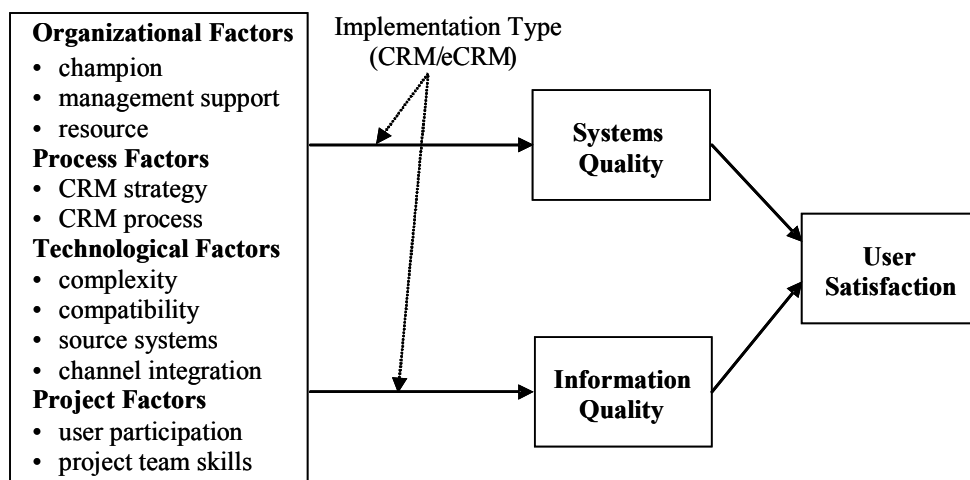 Organizational Factors
• champion
• management support
• resource
Process Factors
• CRM strategy
• CRM process
Technological Factors
• complexity
• compatibility
• source systems
• channel integration
Project Factors
• user participation
• project team skills
Implementation Type
(CRM/eCRM)
Systems
Quality
Information
Quality
User
Satisfaction